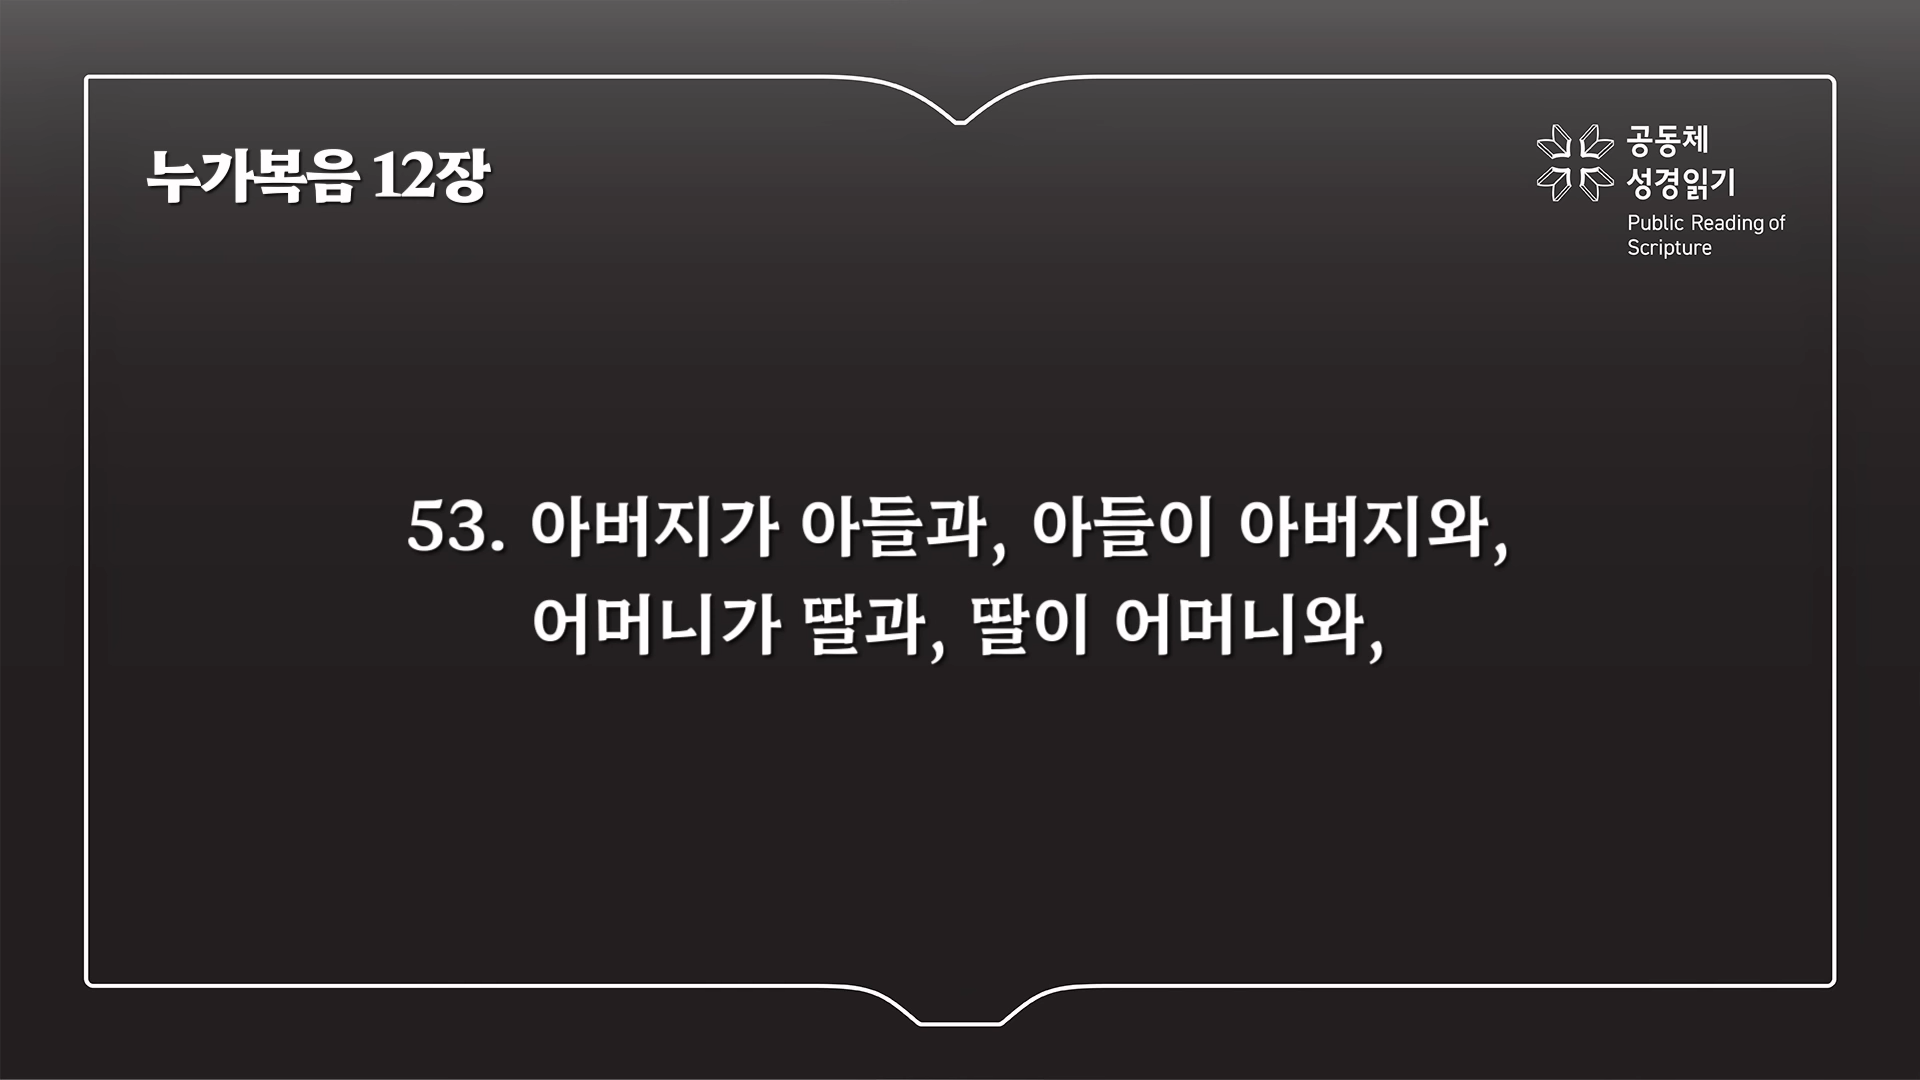 누가복음 12장
공동체
성경읽기
Public Reading of
Scripture
53. 아버지가 아들과, 아들이 아버지와,
어머니가 딸과, 딸이 어머니와,